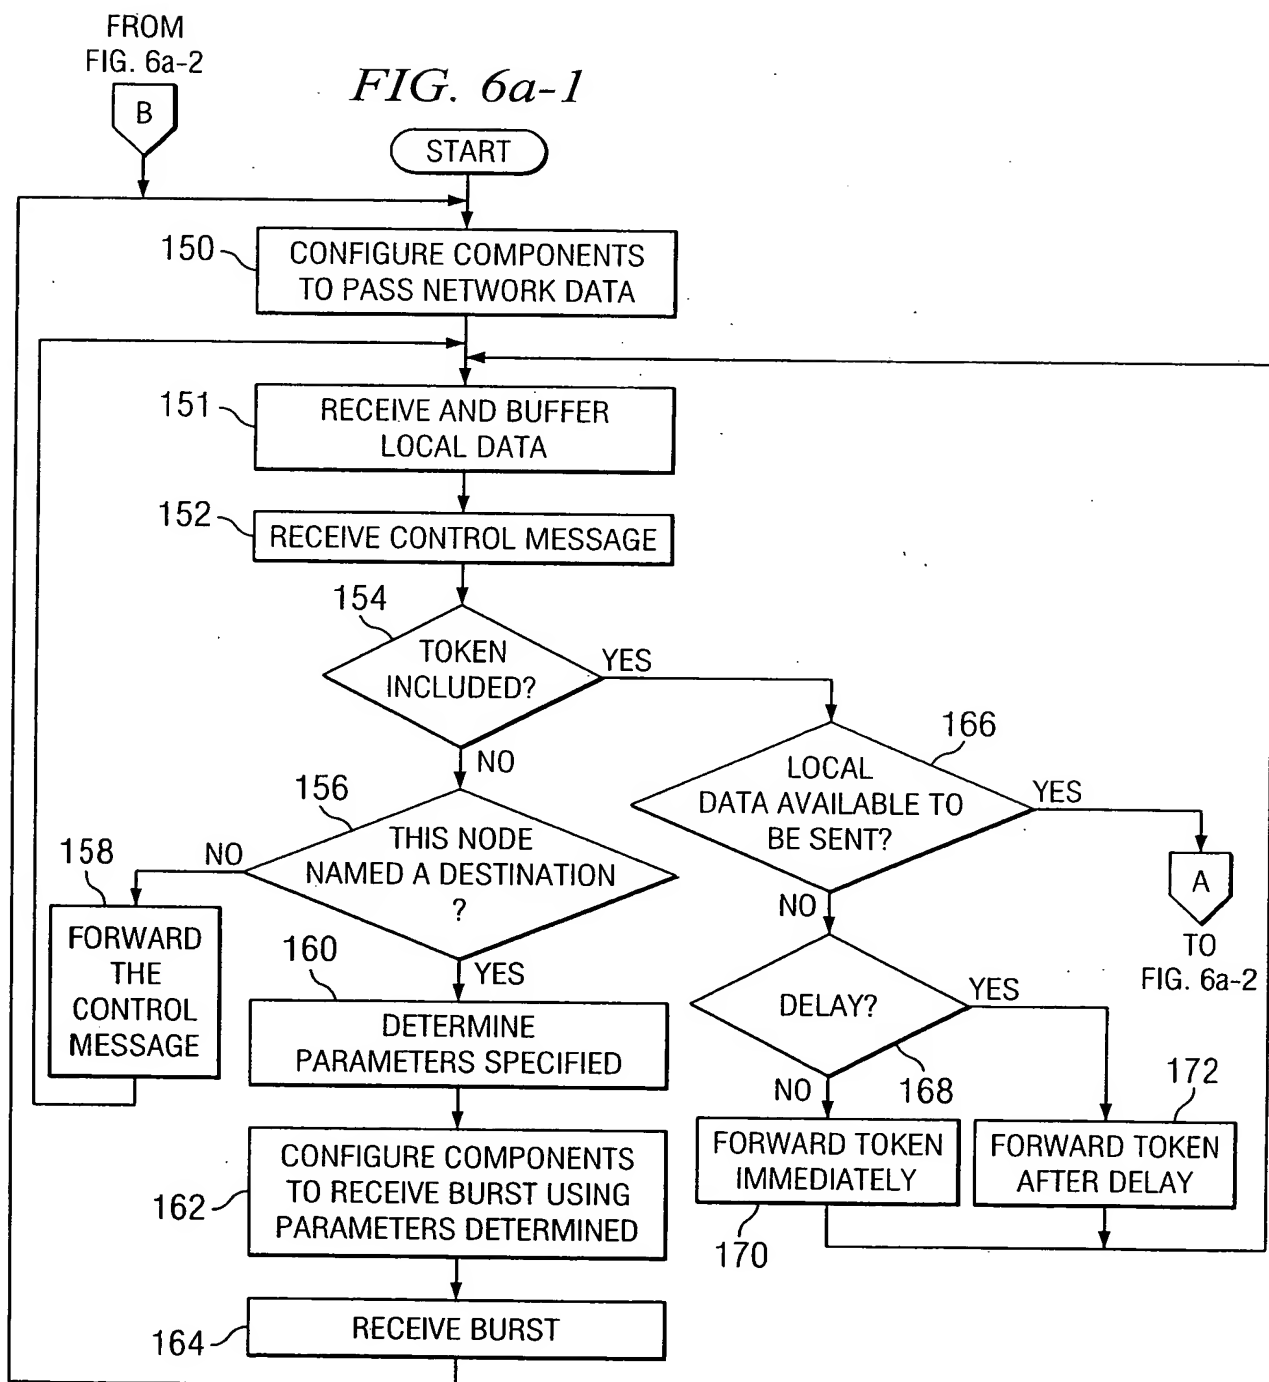 FROM
FIG. 6a-2
B
FIG. 6a-1
START
150
CONFIGURE COMPONENTS
TO PASS NETWORK DATA
151
RECEIVE AND BUFFER
LOCAL DATA
152
RECEIVE CONTROL MESSAGE
154
TOKEN
INCLUDED?
YES
NO
166
LOCAL
DATA AVAILABLE TO
BE SENT?
YES
NO
A
TO
FIG. 6a-2
156
THIS NODE
NAMED A DESTINATION
?
NO
YES
158
FORWARD
THE
CONTROL
MESSAGE
160
DETERMINE
PARAMETERS SPECIFIED
DELAY?
YES
NO
168
172
FORWARD TOKEN
IMMEDIATELY
170
FORWARD TOKEN
AFTER DELAY
162
CONFIGURE COMPONENTS
TO RECEIVE BURST USING
PARAMETERS DETERMINED
164
RECEIVE BURST